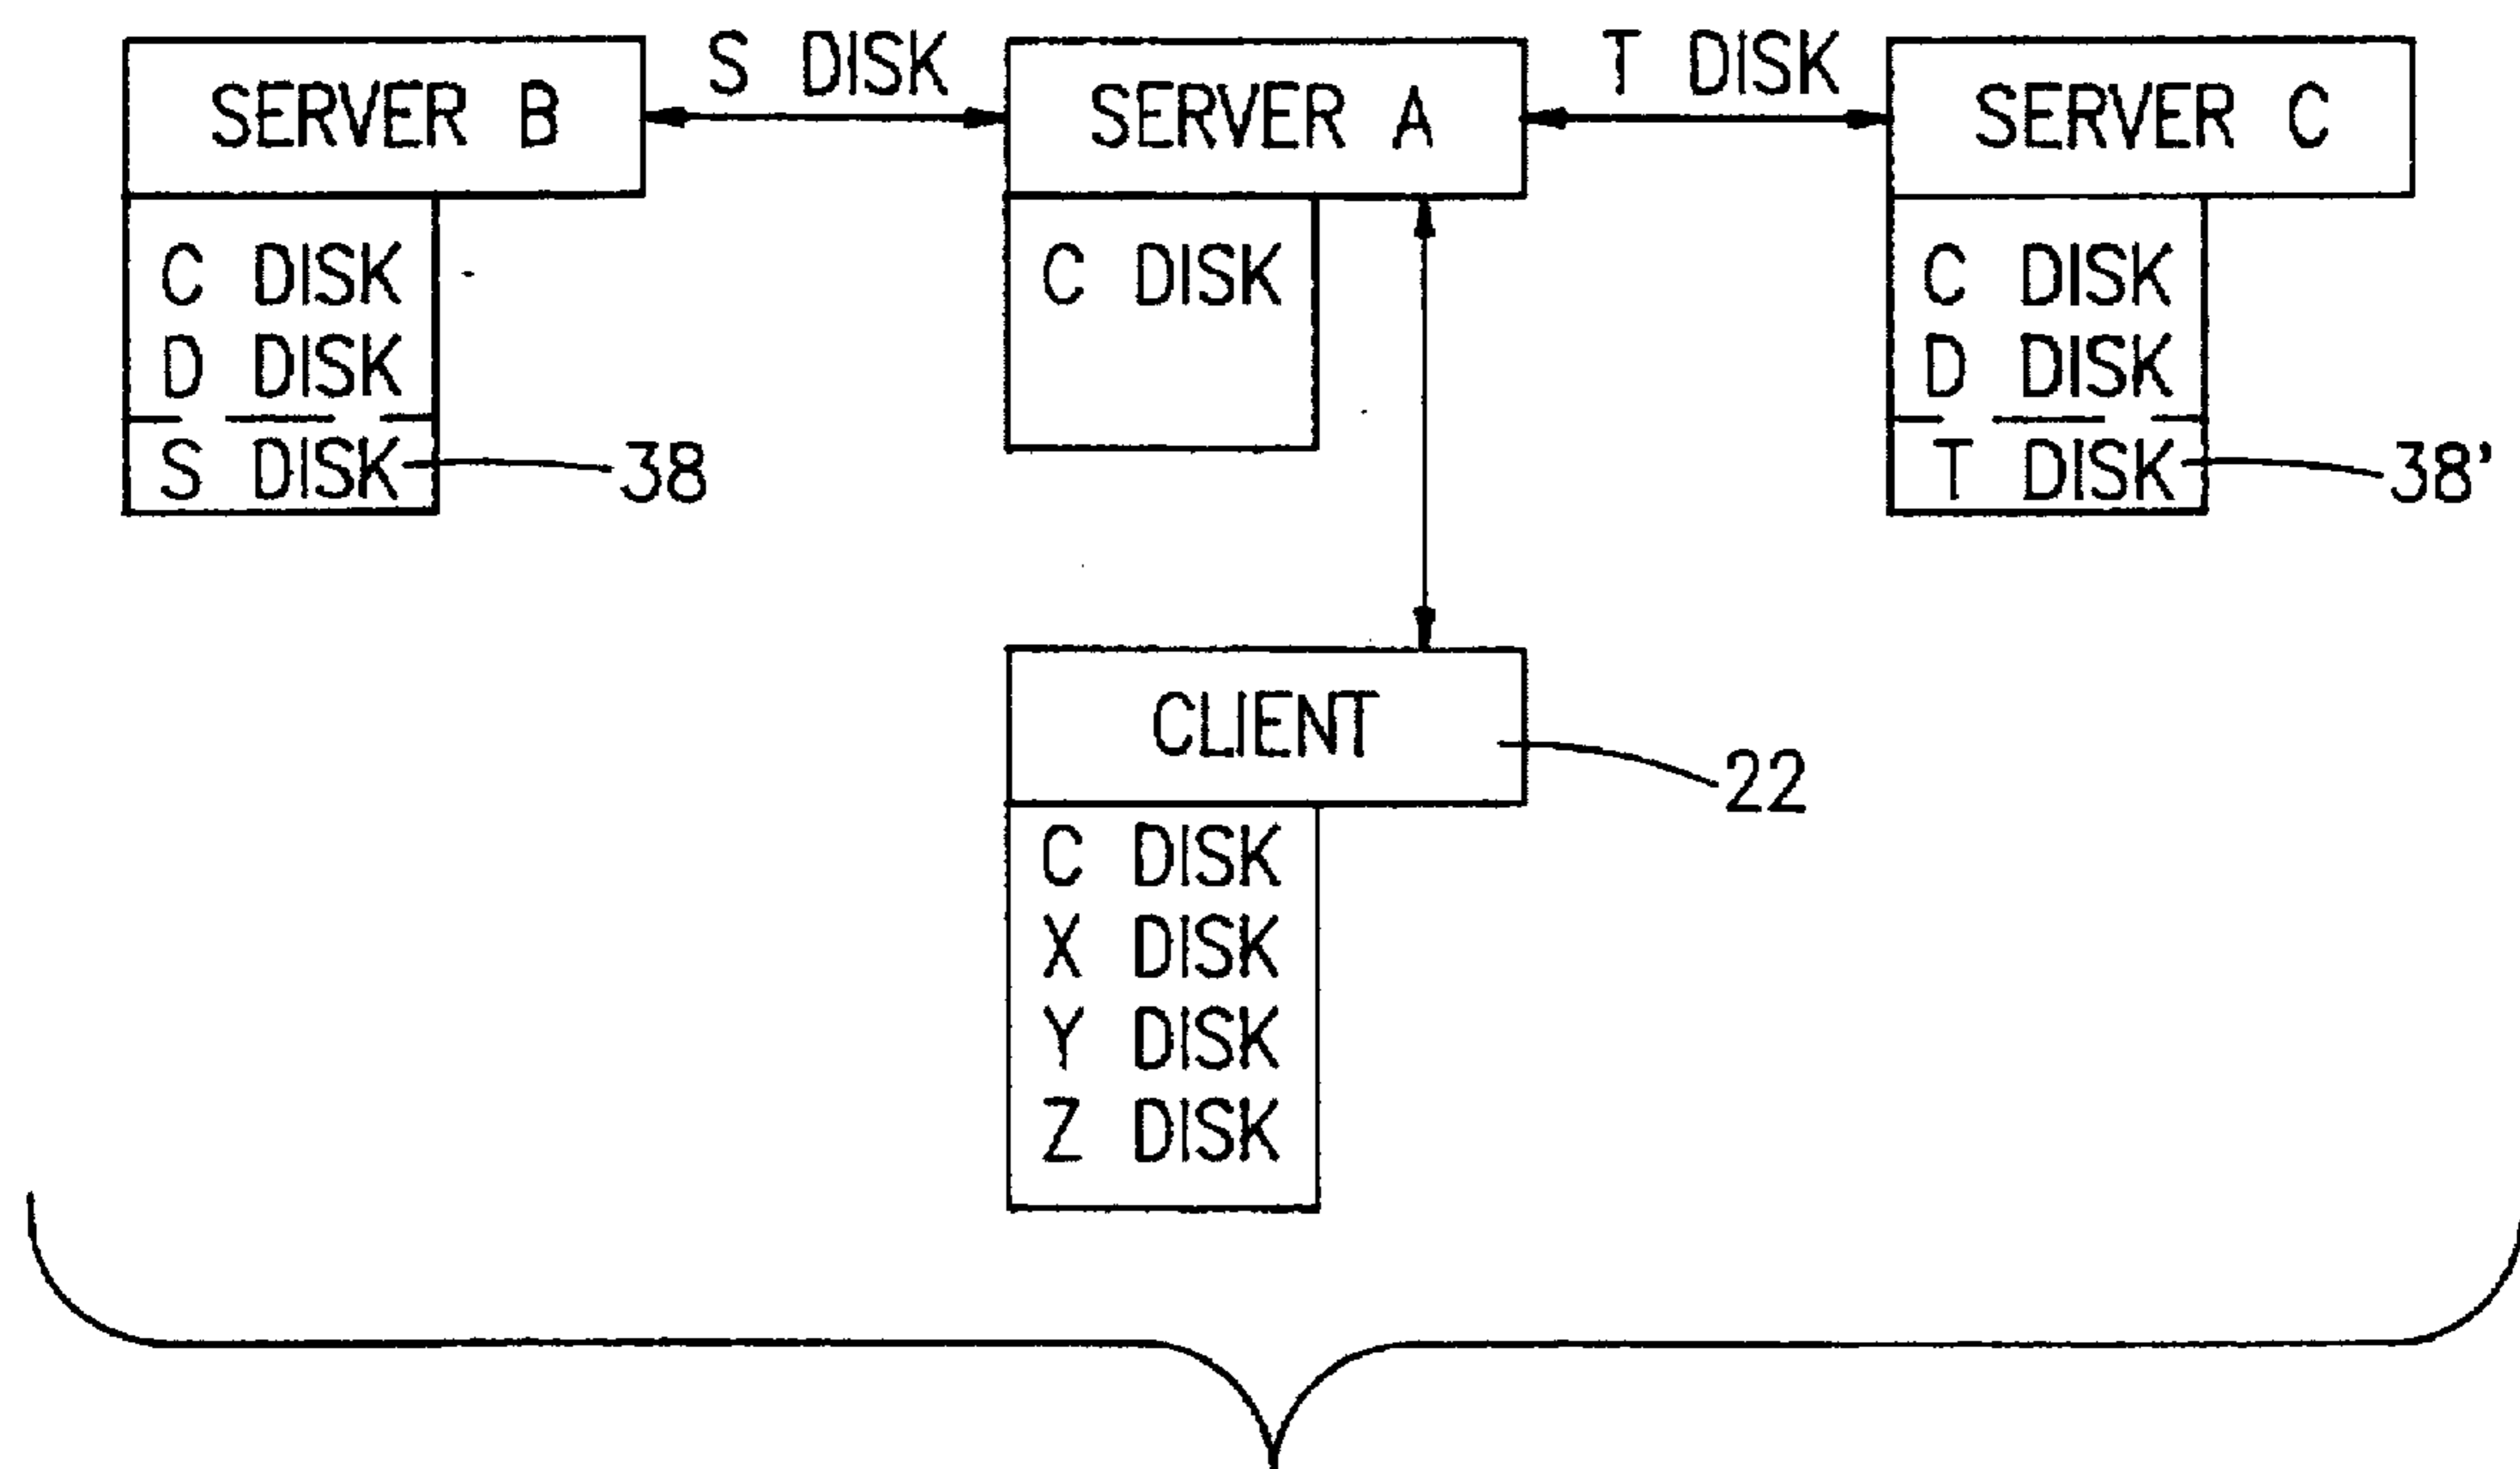 SERVER B
S DISK
SERVER A
T DISK
SERVER C
C DISK
D DISK
S DISK
38
C DISK
C DISK
D DISK
T DISK
38'
CLIENT
22
C DISK
X DISK
Y DISK
Z DISK